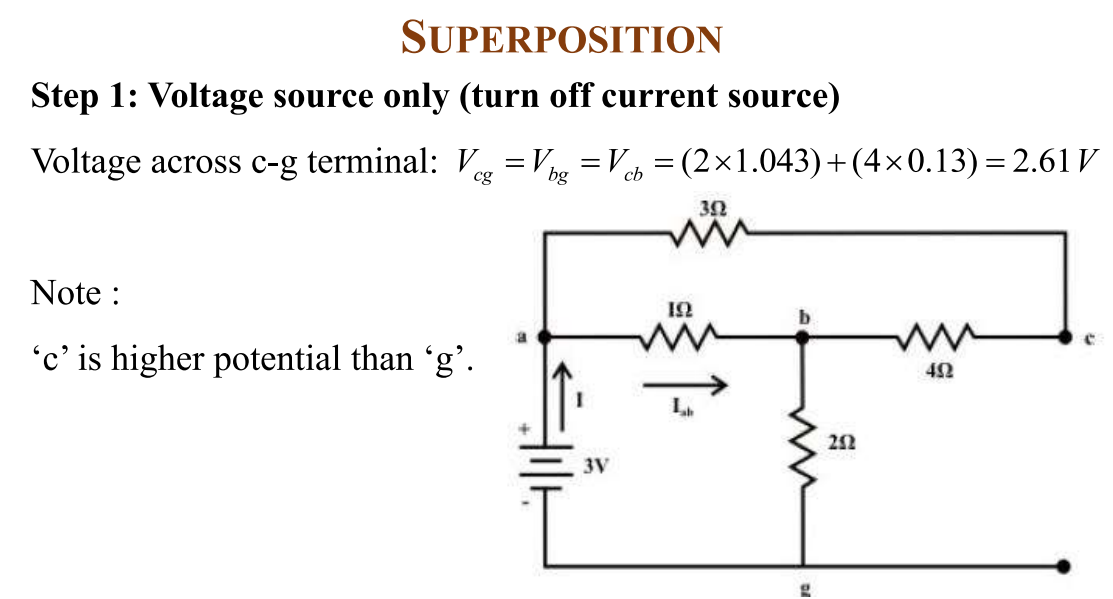 SUPERPOSITION
Step 1: Voltage source only (turn off current source)
Voltage across c-g terminal: V_cg = V_bg = V_cb = (2×1.043)+(4×0.13) = 2.61V
3Ω
Note :
1Ω
b
a
c
‘c’ is higher potential than ‘g’.
4Ω
I
I_ab
+
2Ω
3V
-
g